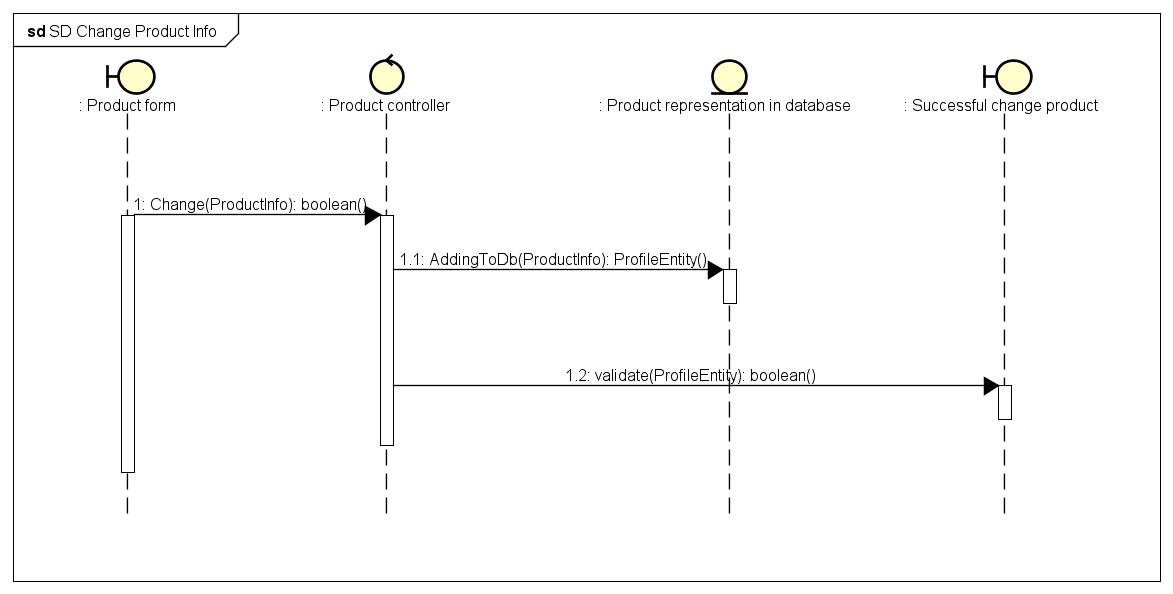 sd SD Change Product Info
: Product form
: Product controller
: Product representation in database
: Successful change product
1: Change(ProductInfo): boolean()
1.1: AddingToDb(ProductInfo): ProfileEntity()
1.2: validate(ProfileEntity): boolean()